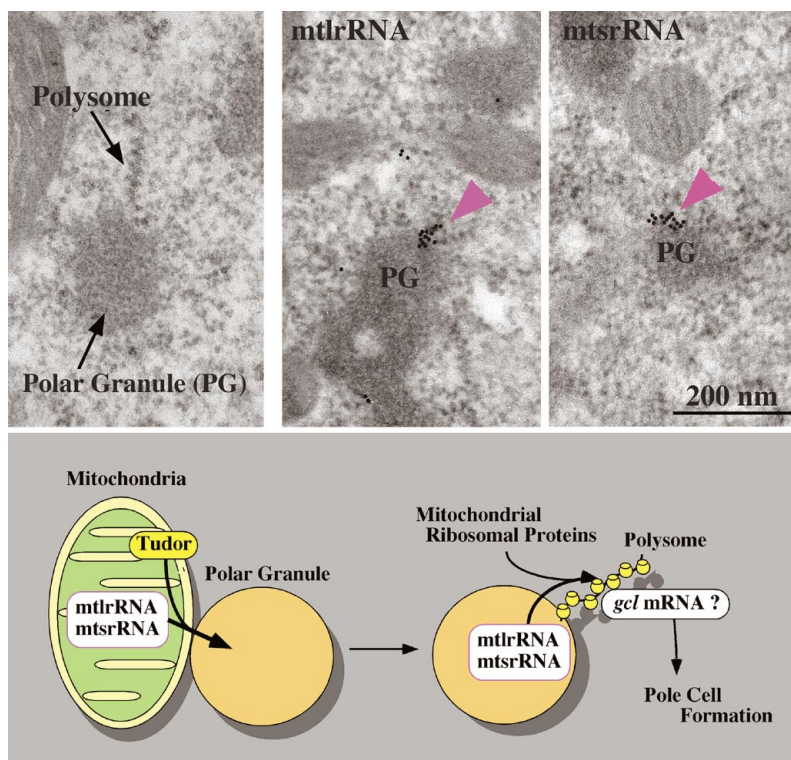 Polysome
Polar Granule (PG)
mtlrRNA
PG
mtsrRNA
PG
200 nm
Mitochondria
Tudor
mtlrRNA
mtsrRNA
Polar Granule
Mitochondrial
Ribosomal Proteins
Polysome
gcl mRNA ?
mtlrRNA
mtsrRNA
Pole Cell
Formation